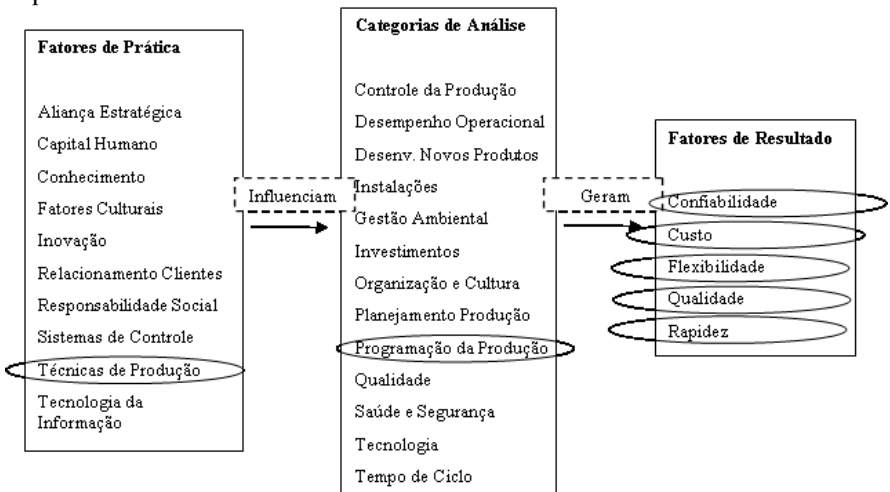 Fatores de Prática
Aliança Estratégica
Capital Humano
Conhecimento
Fatores Culturais
Inovação
Relacionamento Clientes
Responsabilidade Social
Sistemas de Controle
Técnicas de Produção
Tecnologia da
Informação
Influenciam
Categorias de Análise
Controle da Produção
Desempenho Operacional
Desenv. Novos Produtos
Instalações
Gestão Ambiental
Investimentos
Organização e Cultura
Planejamento Produção
Programação da Produção
Qualidade
Saúde e Segurança
Tecnologia
Tempo de Ciclo
Geram
Fatores de Resultado
Confiabilidade
Custo
Flexibilidade
Qualidade
Rapidez